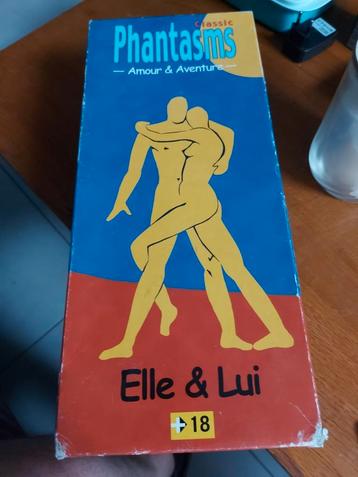 Classic
Phantasms
— Amour & Aventure —
Elle & Lui
+18